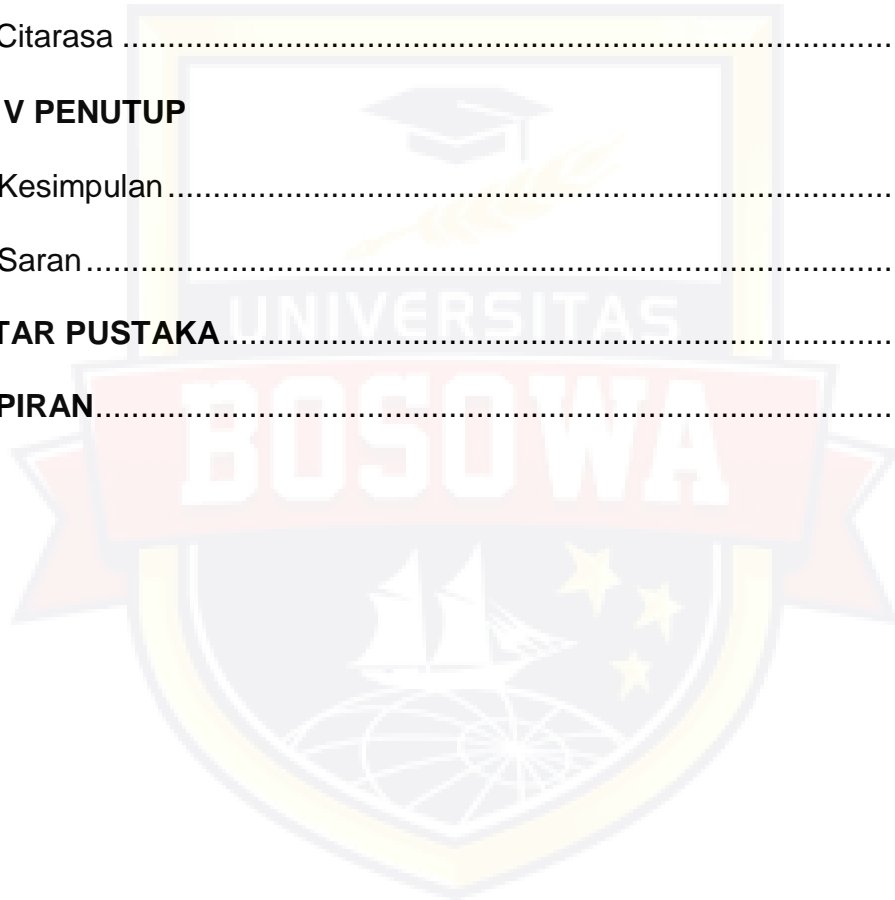 Citarasa ................................................................................
V PENUTUP
Kesimpulan ................................................................................
Saran ................................................................................
UNIVERSITAS
TAR PUSTAKA ................................................................................
PIRAN ................................................................................
BOSOWA